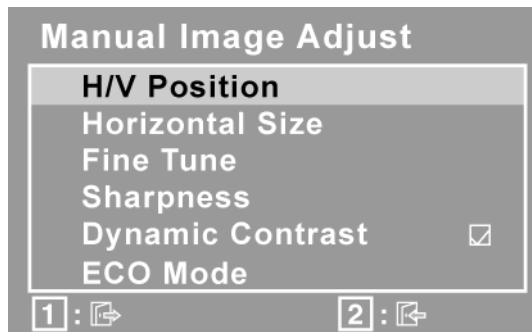 Manual Image Adjust
H/V Position
Horizontal Size
Fine Tune
Sharpness
Dynamic Contrast
ECO Mode
1 : 2 :